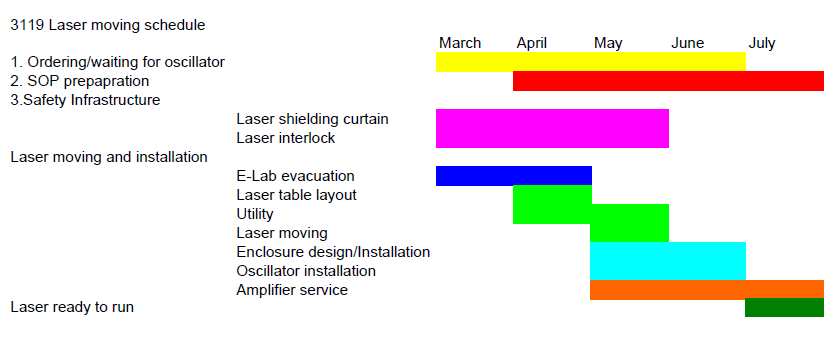 3119 Laser moving schedule
March April May June July
1. Ordering/waiting for oscillator
2. SOP prepapration
3.Safety Infrastructure
Laser shielding curtain
Laser interlock
Laser moving and installation
E-Lab evacuation
Laser table layout
Utility
Laser moving
Enclosure design/Installation
Oscillator installation
Amplifier service
Laser ready to run